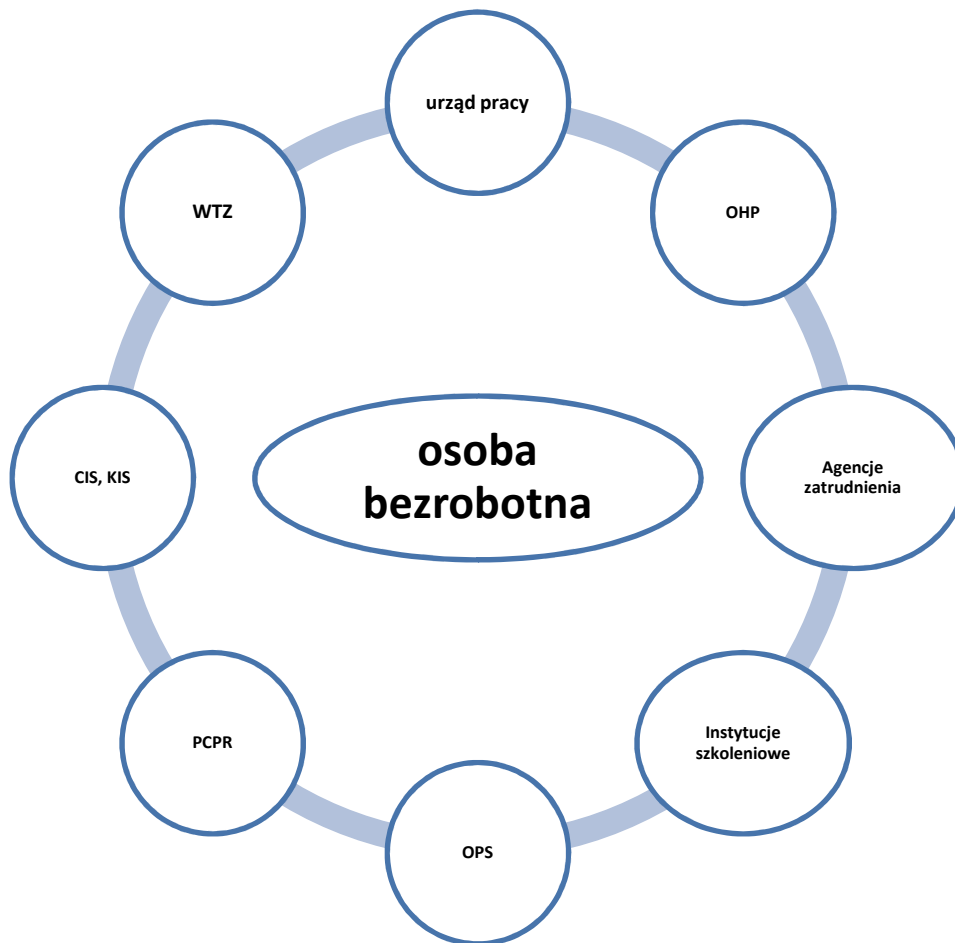 urząd pracy
OHP
Agencje
zatrudnienia
Instytucje
szkoleniowe
OPS
PCPR
CIS, KIS
WTZ
osoba
bezrobotna